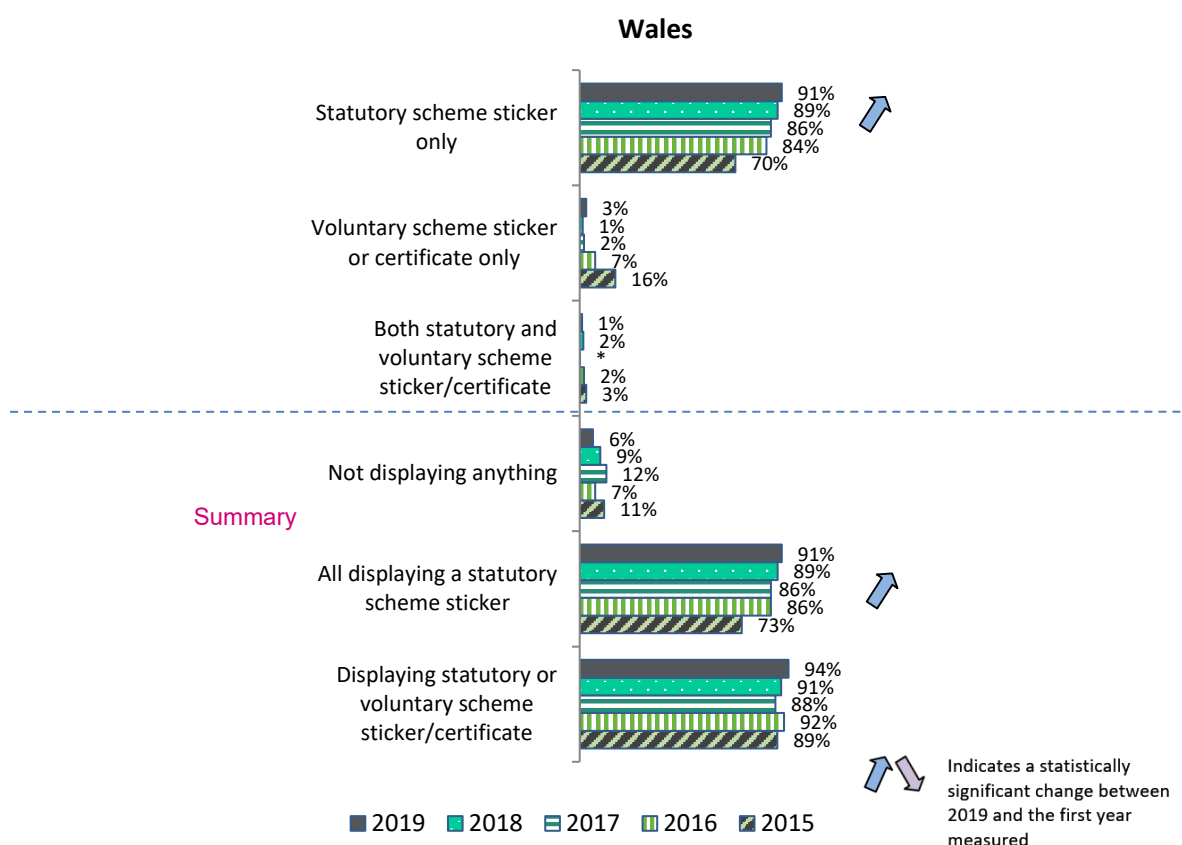 Wales
Statutory scheme sticker
only
91%
89%
86%
84%
70%
Voluntary scheme sticker
or certificate only
3%
1%
2%
7%
16%
Both statutory and
voluntary scheme
sticker/certificate
1%
2%
*
2%
3%
Not displaying anything
6%
9%
12%
7%
11%
Summary
All displaying a statutory
scheme sticker
91%
89%
86%
86%
73%
Displaying statutory or
voluntary scheme
sticker/certificate
94%
91%
88%
92%
89%
Indicates a statistically
significant change between
2019 and the first year
measured
2019 2018 2017 2016 2015